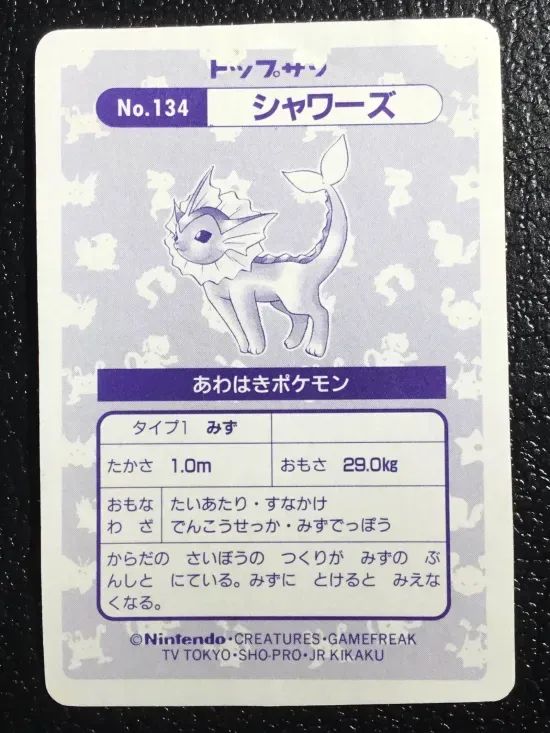 トップサン
No.134 シャワーズ
あわはきポケモン
タイプ1 みず
たかさ 1.0m おもさ 29.0kg
おもな たいあたり・すなかけ
わ ざ でんこうせっか・みずでっぽう
からだの さいぼうの つくりが みずの ぶ
んしと にている。みずに とけると みえな
くなる。
©Nintendo・CREATURES・GAMEFREAK
TV TOKYO・SHO-PRO・JR KIKAKU